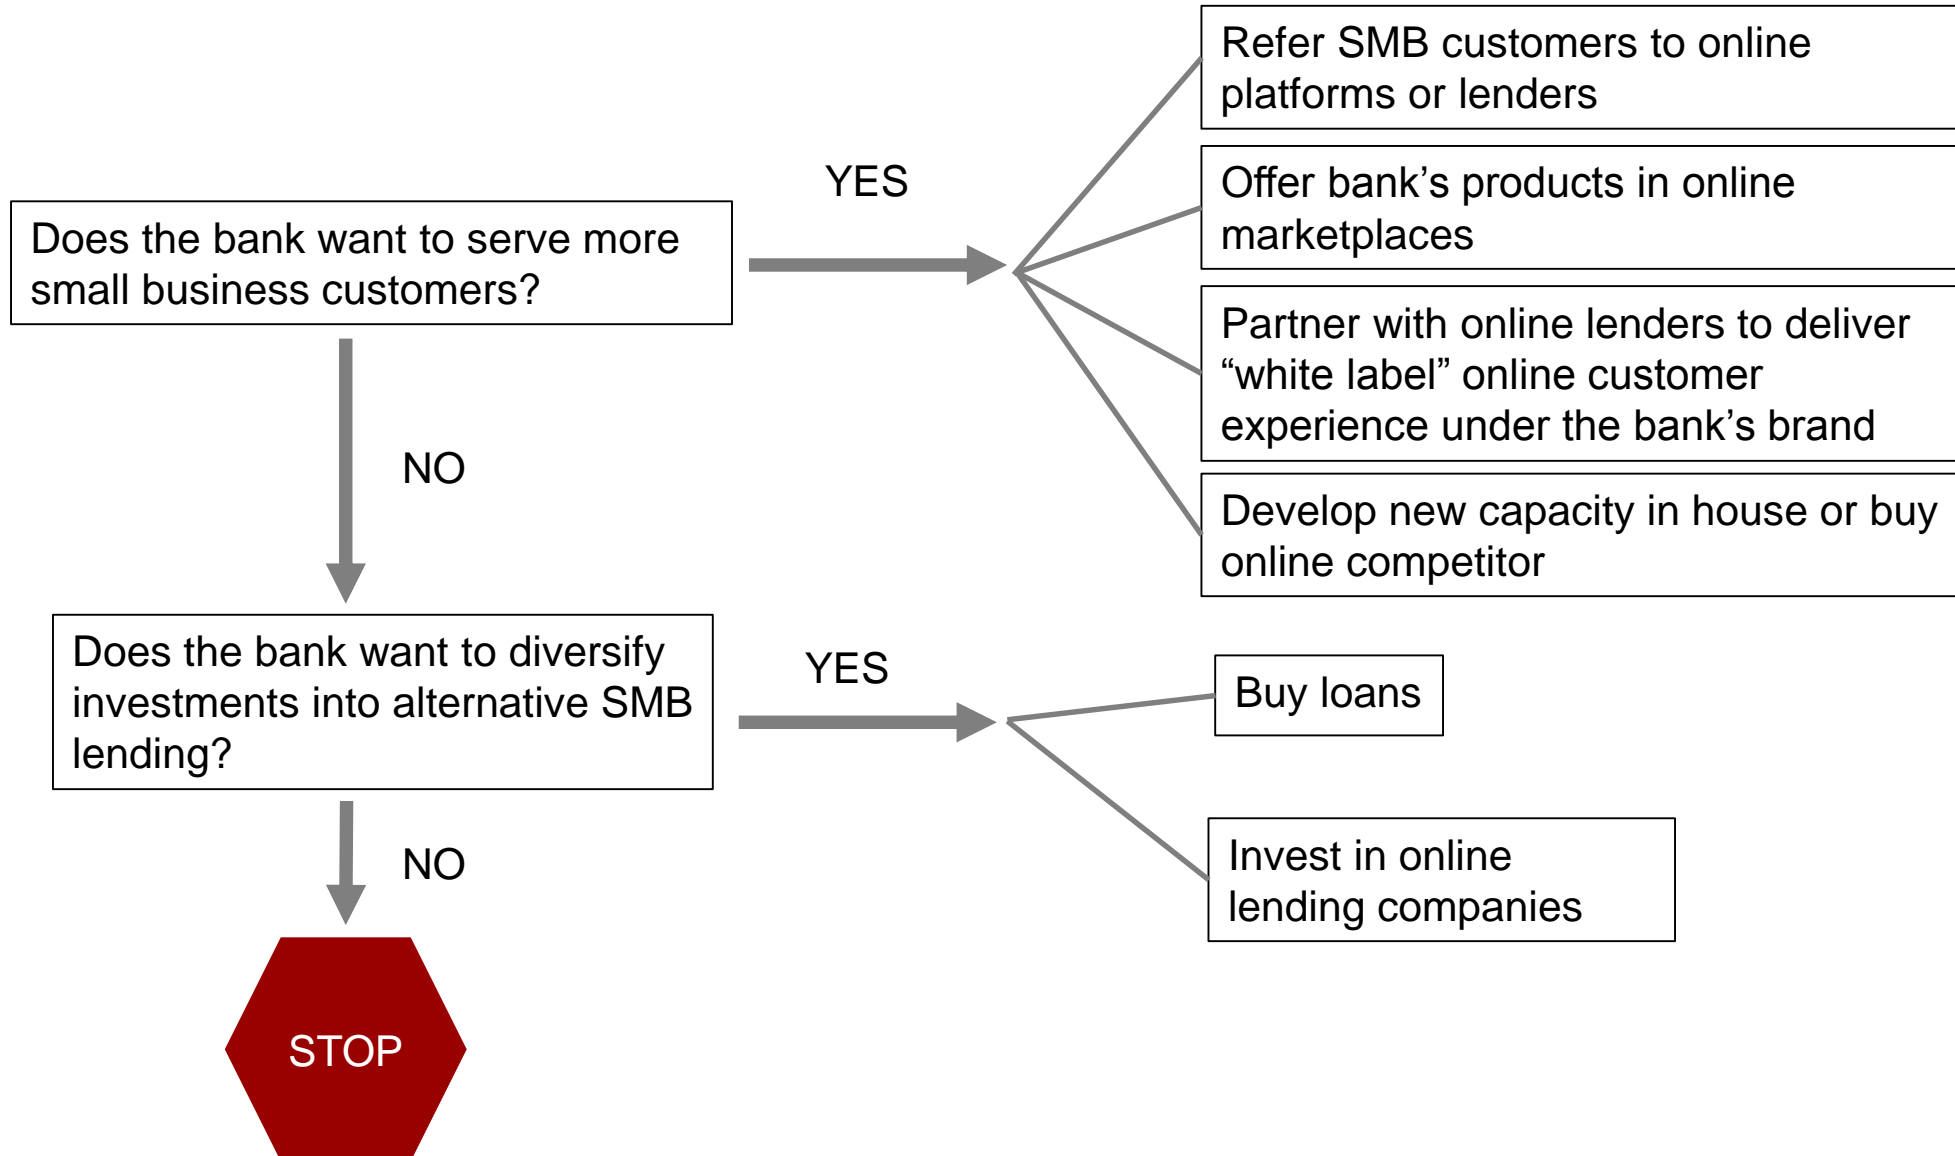 Does the bank want to serve more
small business customers?
YES
Refer SMB customers to online
platforms or lenders
Offer bank’s products in online
marketplaces
Partner with online lenders to deliver
“white label” online customer
experience under the bank’s brand
Develop new capacity in house or buy
online competitor
NO
Does the bank want to diversify
investments into alternative SMB
lending?
YES
Buy loans
Invest in online
lending companies
NO
STOP